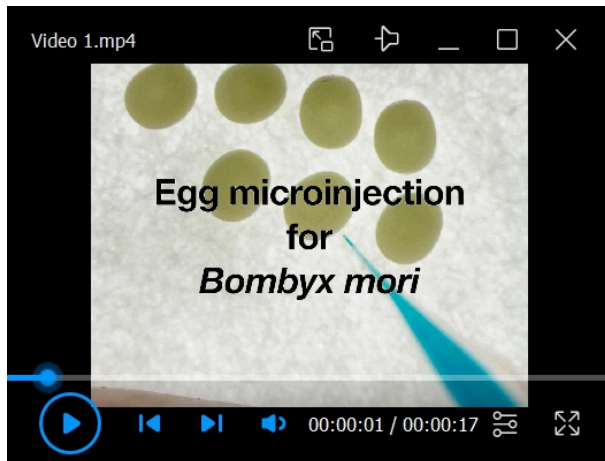 Video 1.mp4
Egg microinjection
for
Bombyx mori
00:00:01 / 00:00:17